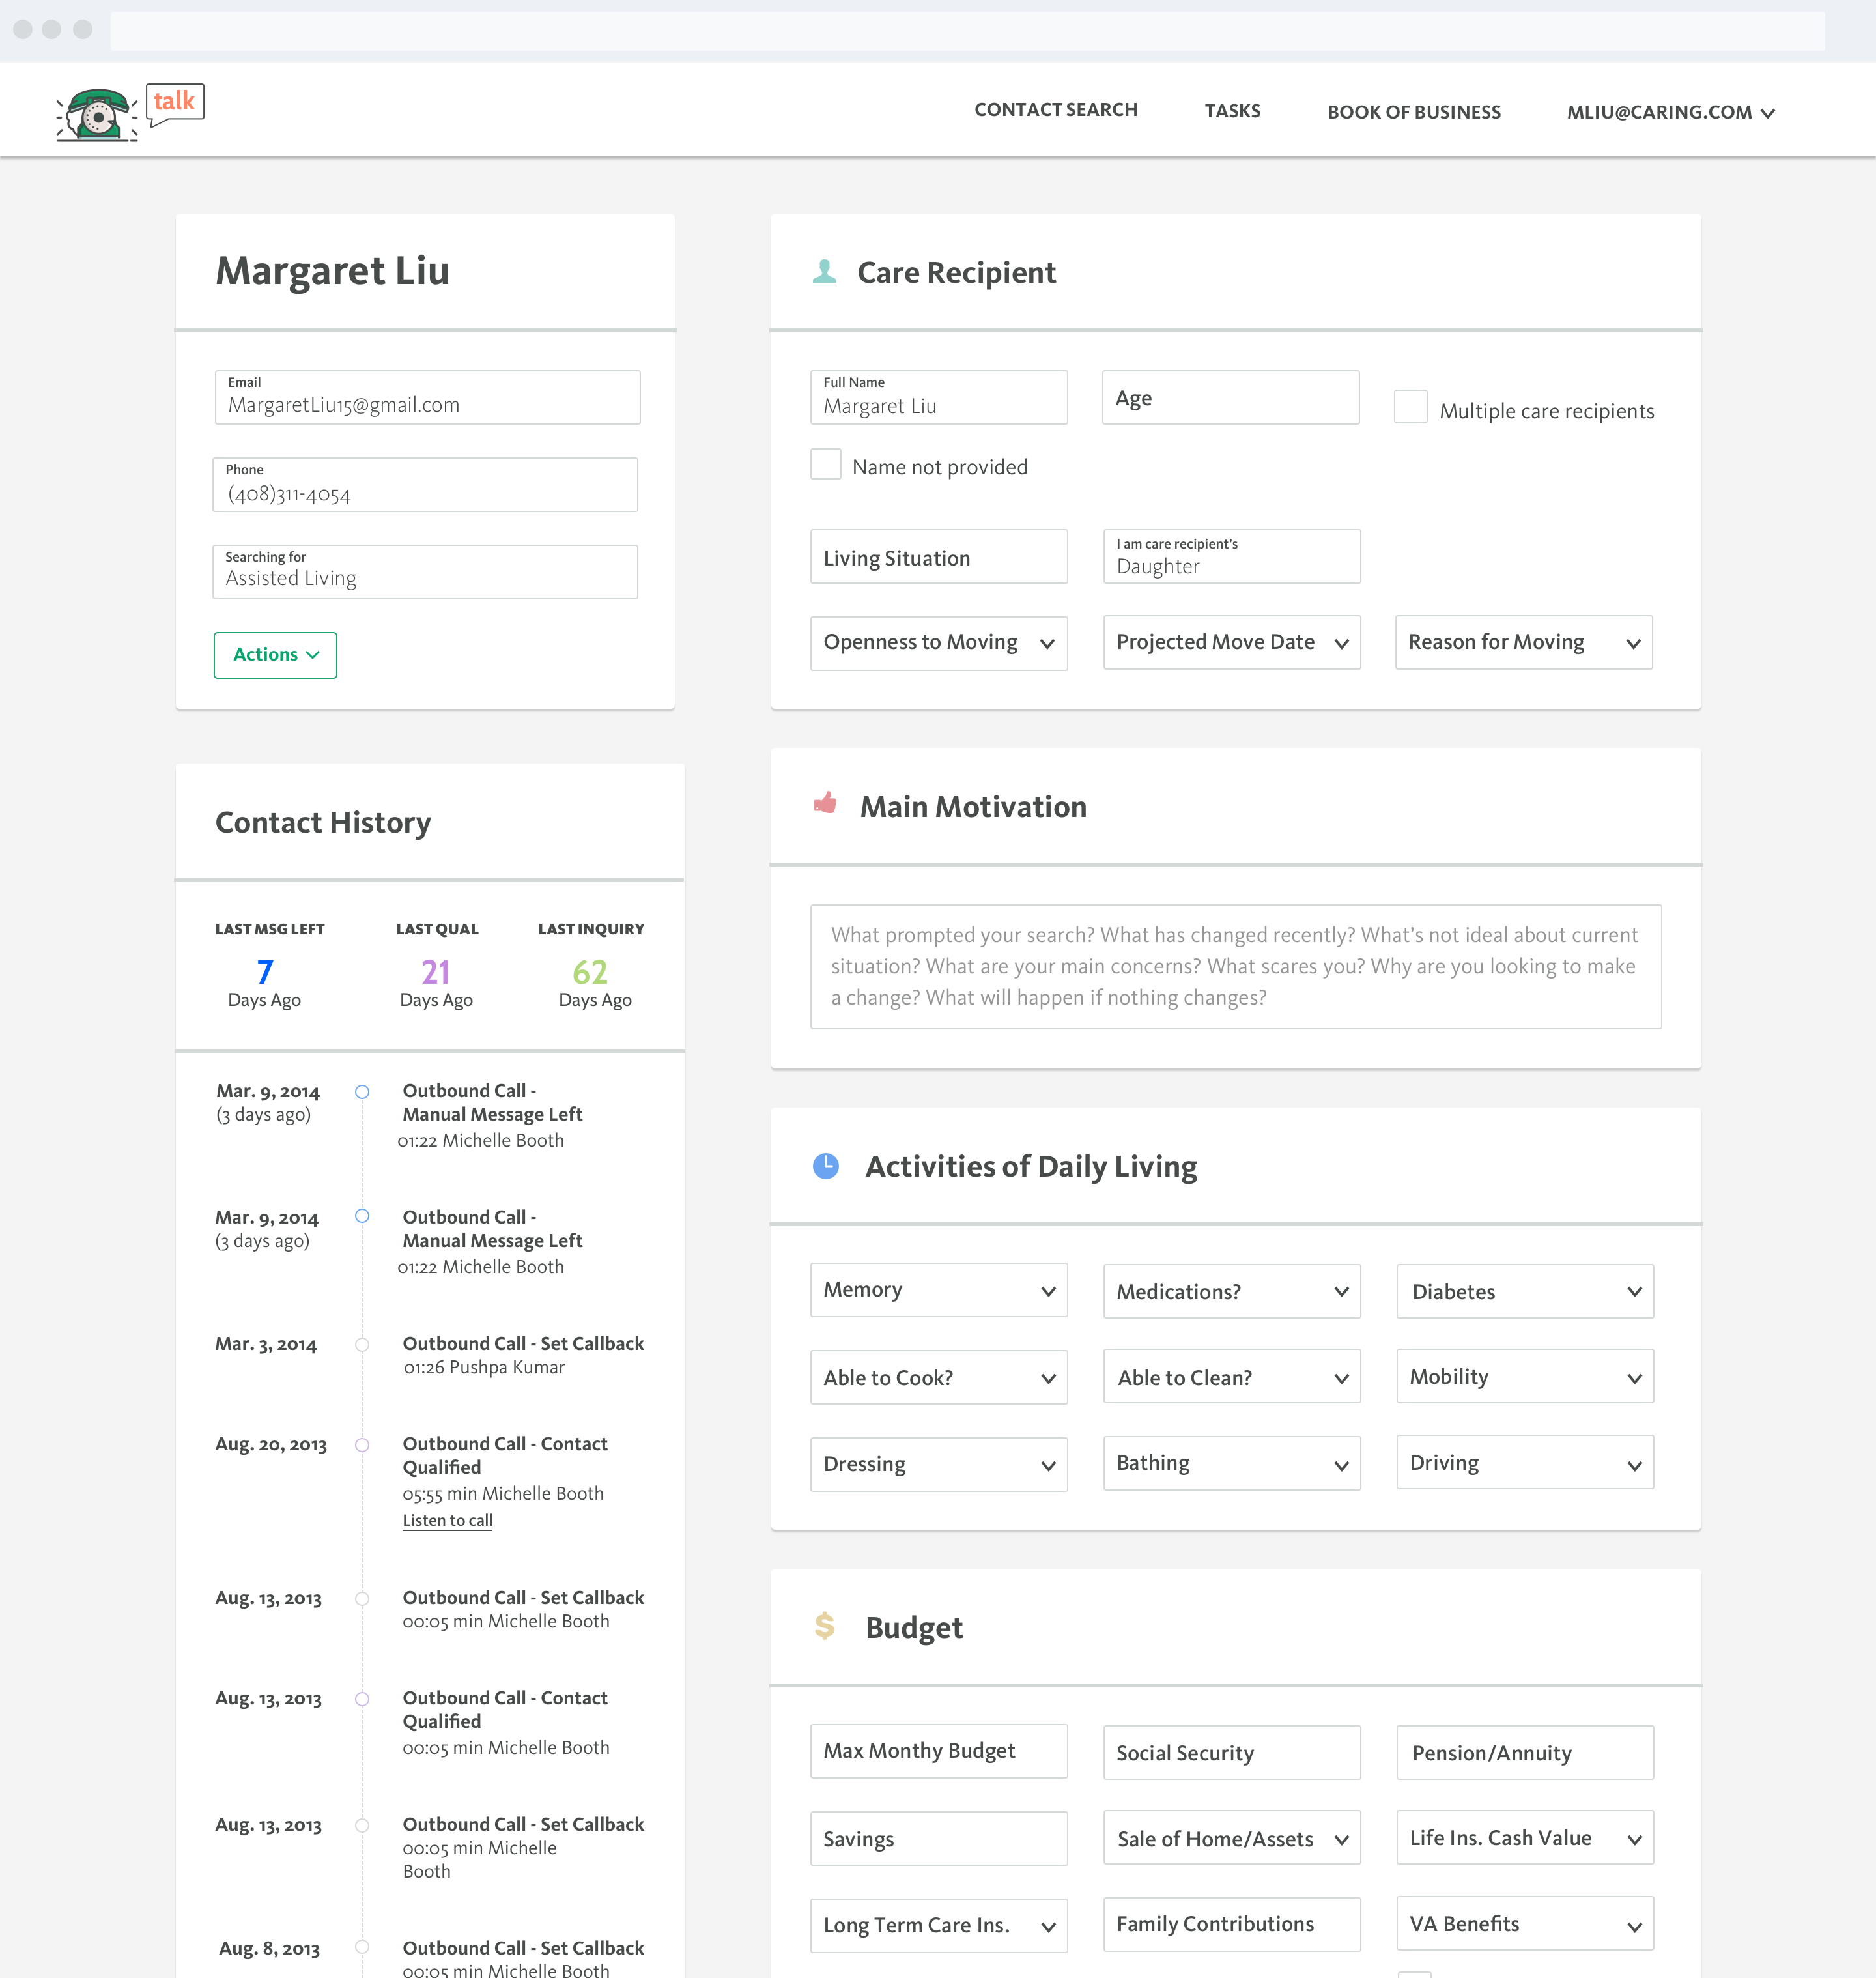 talk
CONTACT SEARCH
TASKS
BOOK OF BUSINESS
MLIU@CARING.COM
Margaret Liu
Email
MargaretLiu15@gmail.com
Phone
(408)311-4054
Searching for
Assisted Living
Actions
Contact History
LAST MSG LEFT
7
Days Ago
LAST QUAL
21
Days Ago
LAST INQUIRY
62
Days Ago
Mar. 9, 2014
(3 days ago)
Outbound Call -
Manual Message Left
01:22 Michelle Booth
Mar. 9, 2014
(3 days ago)
Outbound Call -
Manual Message Left
01:22 Michelle Booth
Mar. 3, 2014
Outbound Call - Set Callback
01:26 Pushpa Kumar
Aug. 20, 2013
Outbound Call - Contact
Qualified
05:55 min Michelle Booth
Listen to call
Aug. 13, 2013
Outbound Call - Set Callback
00:05 min Michelle Booth
Aug. 13, 2013
Outbound Call - Contact
Qualified
00:05 min Michelle Booth
Aug. 13, 2013
Outbound Call - Set Callback
00:05 min Michelle
Booth
Aug. 8, 2013
Outbound Call - Set Callback
00:05 min Michelle Booth
Care Recipient
Full Name
Margaret Liu
Age
Multiple care recipients
Name not provided
Living Situation
I am care recipient's
Daughter
Openness to Moving
Projected Move Date
Reason for Moving
Main Motivation
What prompted your search? What has changed recently? What's not ideal about current
situation? What are your main concerns? What scares you? Why are you looking to make
a change? What will happen if nothing changes?
Activities of Daily Living
Memory
Medications?
Diabetes
Able to Cook?
Able to Clean?
Mobility
Dressing
Bathing
Driving
$ Budget
Max Monthy Budget
Social Security
Pension/Annuity
Savings
Sale of Home/Assets
Life Ins. Cash Value
Long Term Care Ins.
Family Contributions
VA Benefits